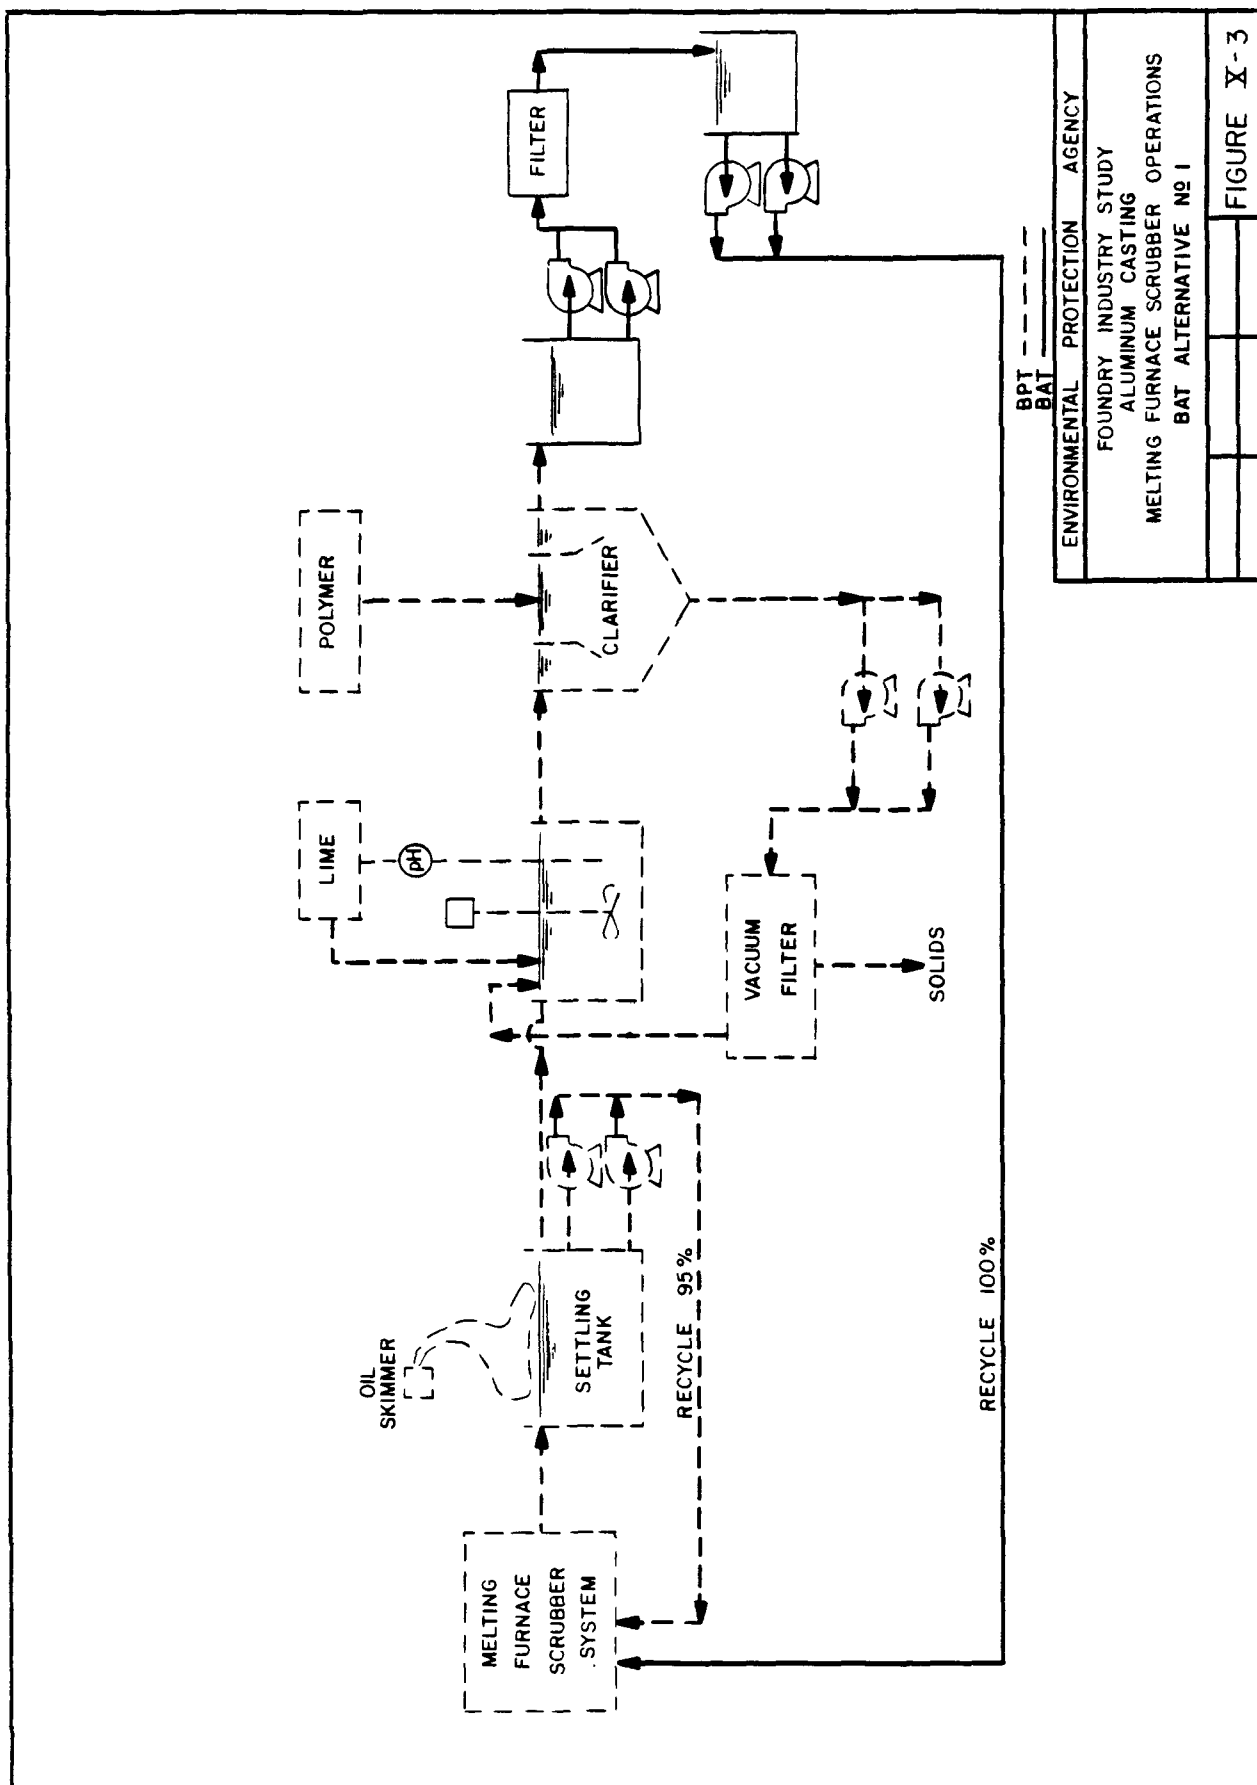 OIL
SKIMMER
LIME
POLYMER
pH
FILTER
MELTING
FURNACE
SCRUBBER
SYSTEM
SETTLING
TANK
CLARIFIER
RECYCLE 95%
VACUUM
FILTER
SOLIDS
RECYCLE 100%
BPT
BAT
ENVIRONMENTAL PROTECTION AGENCY
FOUNDRY INDUSTRY STUDY
ALUMINUM CASTING
MELTING FURNACE SCRUBBER OPERATIONS
BAT ALTERNATIVE Nº 1
FIGURE X-3